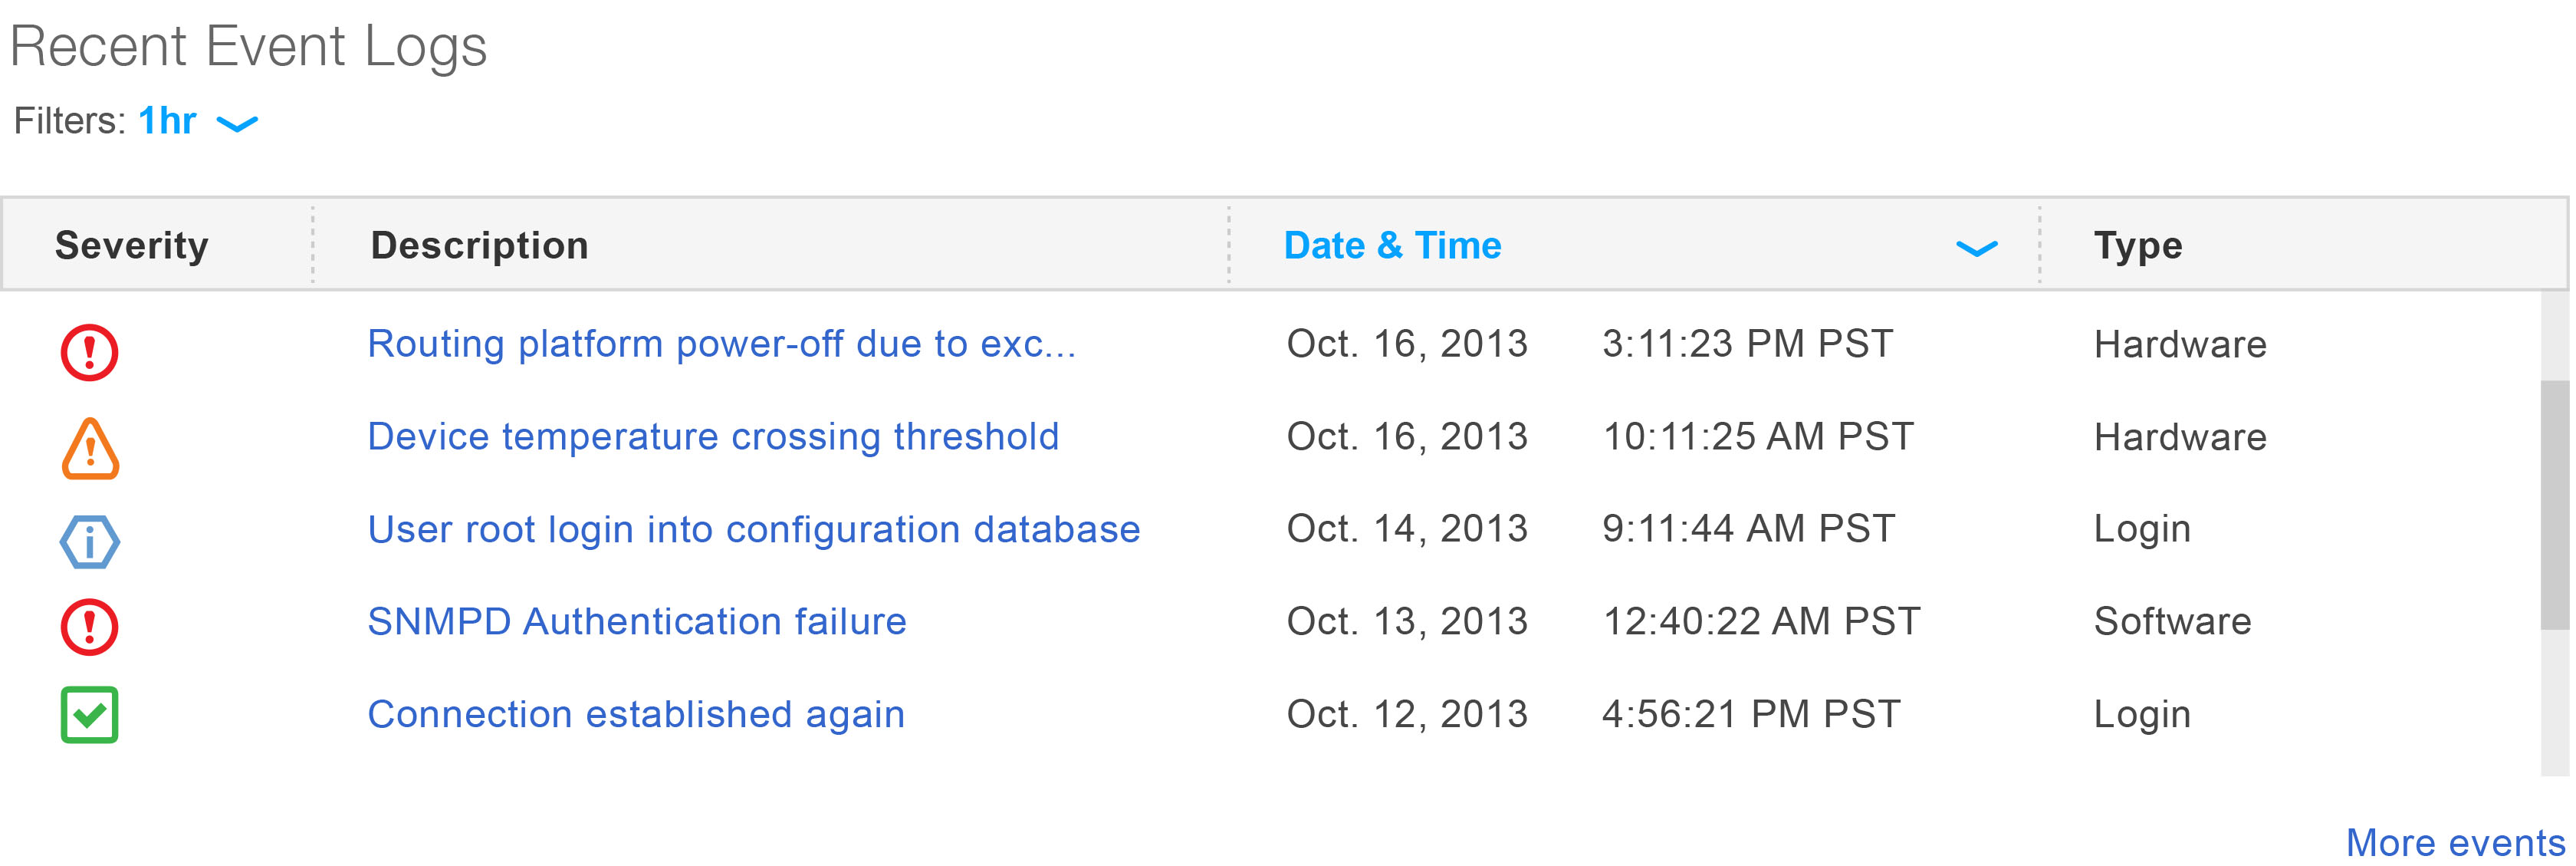 Recent Event Logs
Filters: 1hr
Severity Description Date & Time Type
Routing platform power-off due to exc... Oct. 16, 2013 3:11:23 PM PST Hardware
Device temperature crossing threshold Oct. 16, 2013 10:11:25 AM PST Hardware
User root login into configuration database Oct. 14, 2013 9:11:44 AM PST Login
SNMPD Authentication failure Oct. 13, 2013 12:40:22 AM PST Software
Connection established again Oct. 12, 2013 4:56:21 PM PST Login
More events